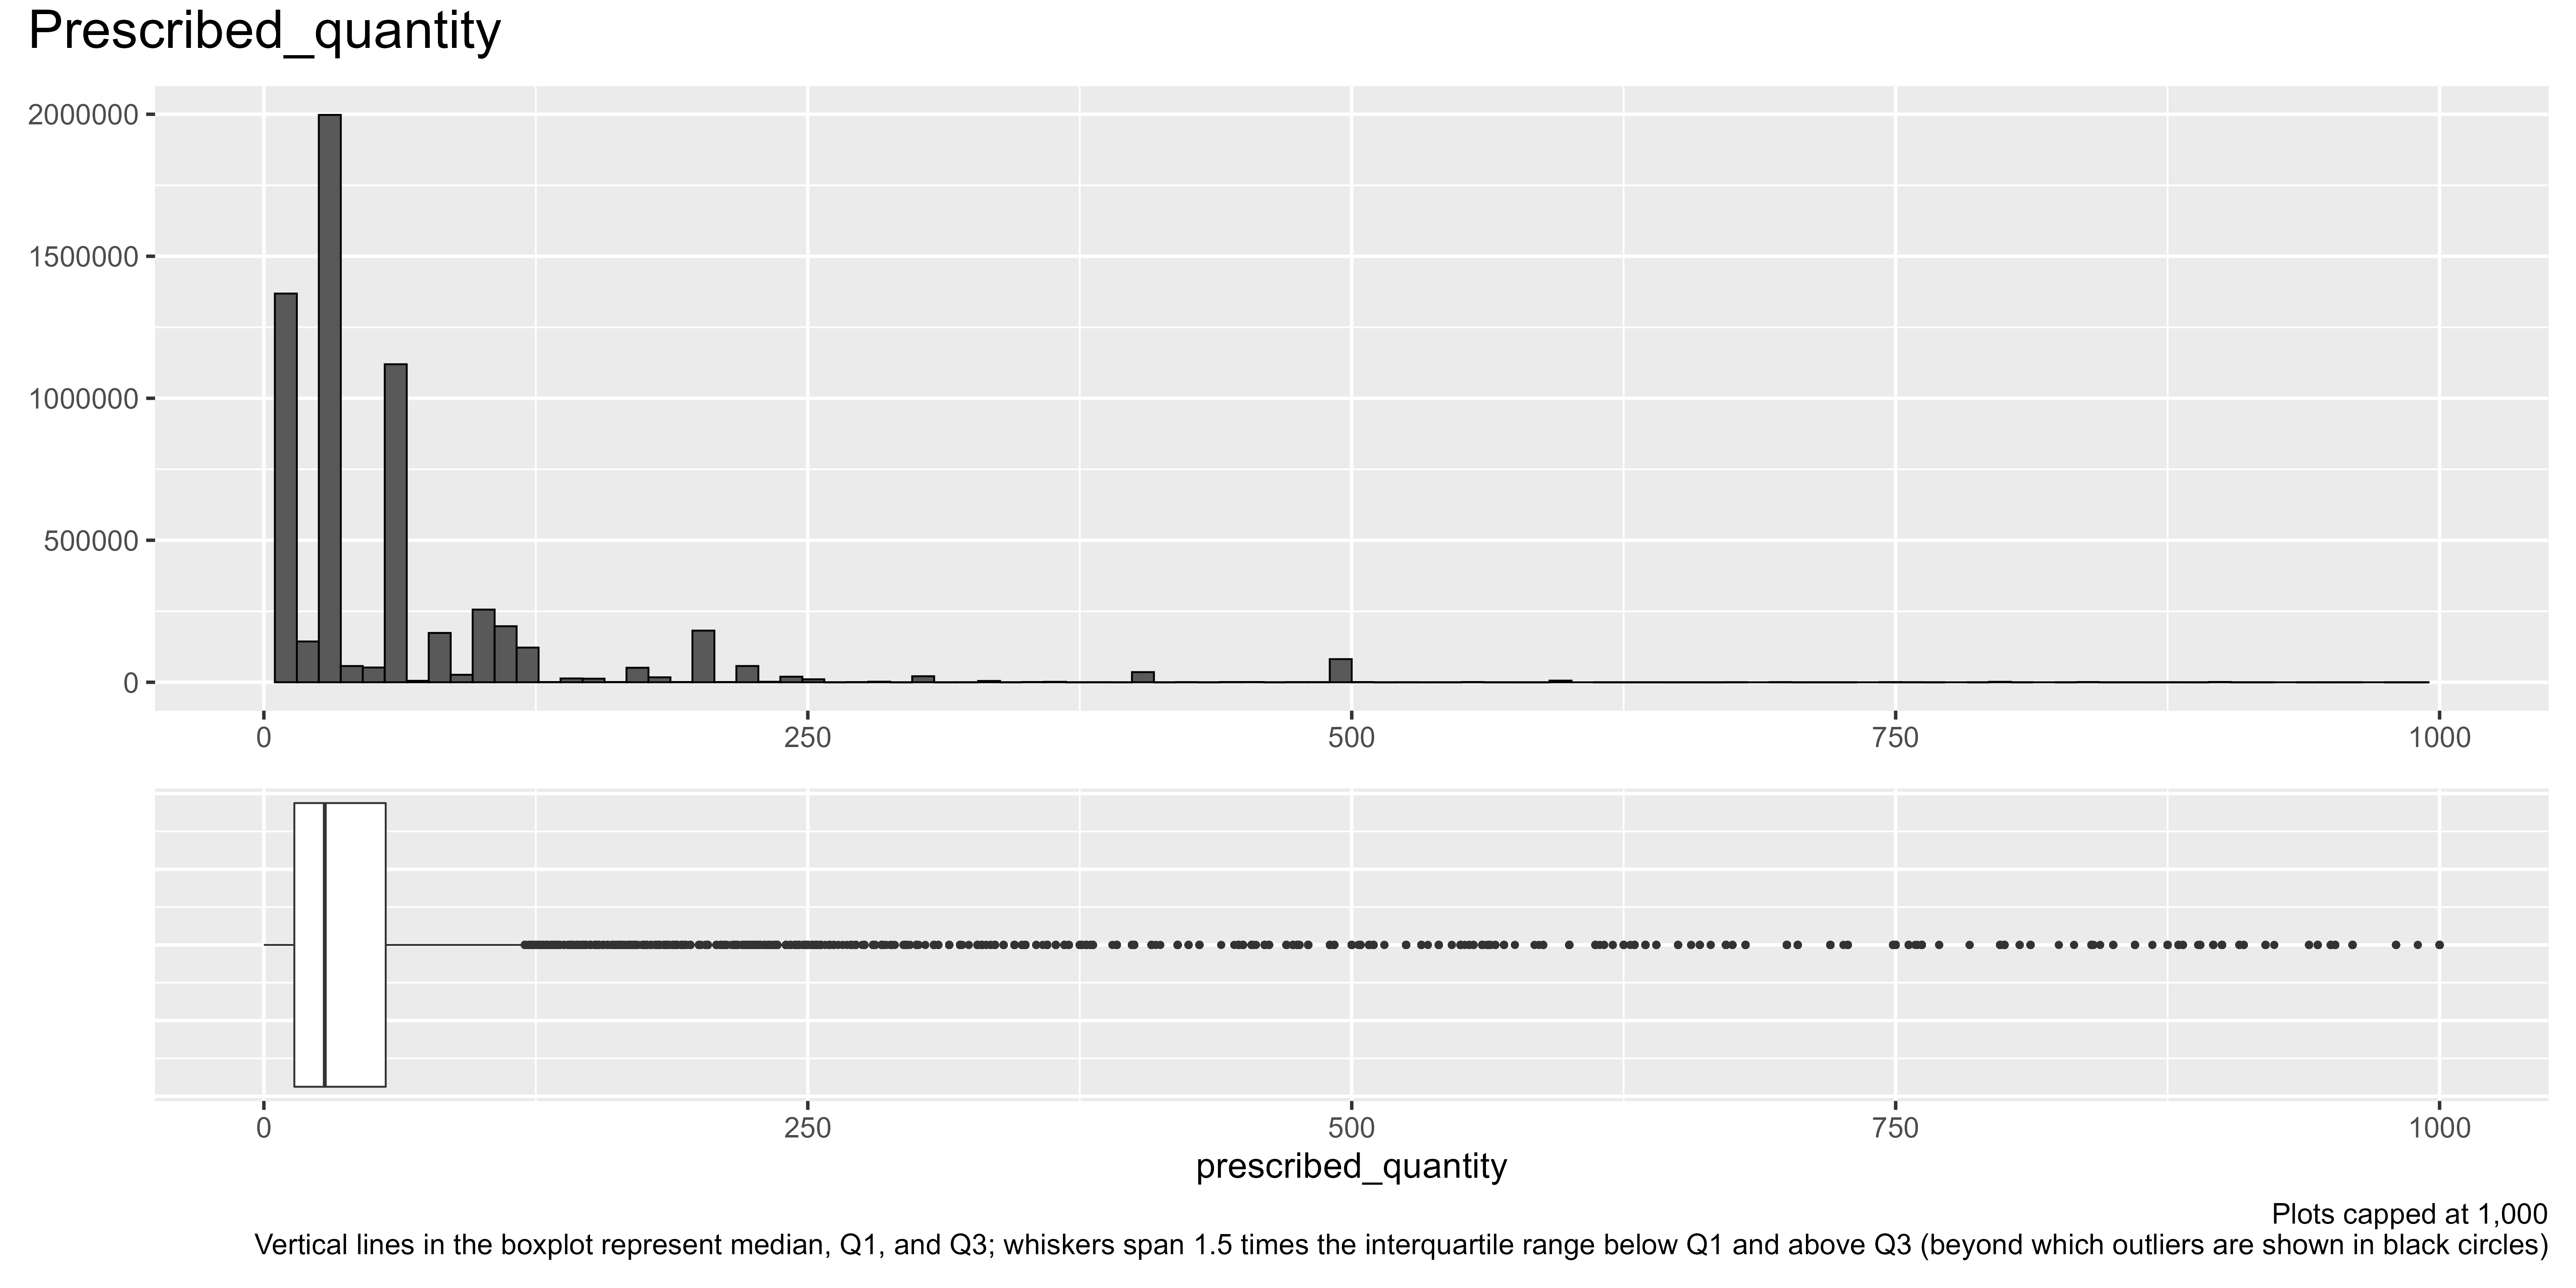 Prescribed_quantity
2000000
1500000
1000000
500000
0
0 250 500 750 1000
0 250 500 750 1000
prescribed_quantity
Plots capped at 1,000
Vertical lines in the boxplot represent median, Q1, and Q3; whiskers span 1.5 times the interquartile range below Q1 and above Q3 (beyond which outliers are shown in black circles)